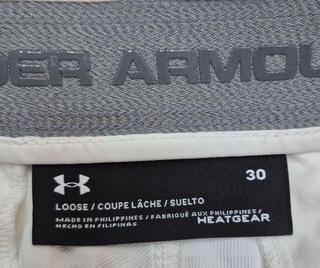 DER ARMOU
30
LOOSE / COUPE LÂCHE / SUELTO
MADE IN PHILIPPINES / FABRIQUÉ AUX PHILIPPINES /
HECHO EN FILIPINAS HEATGEAR